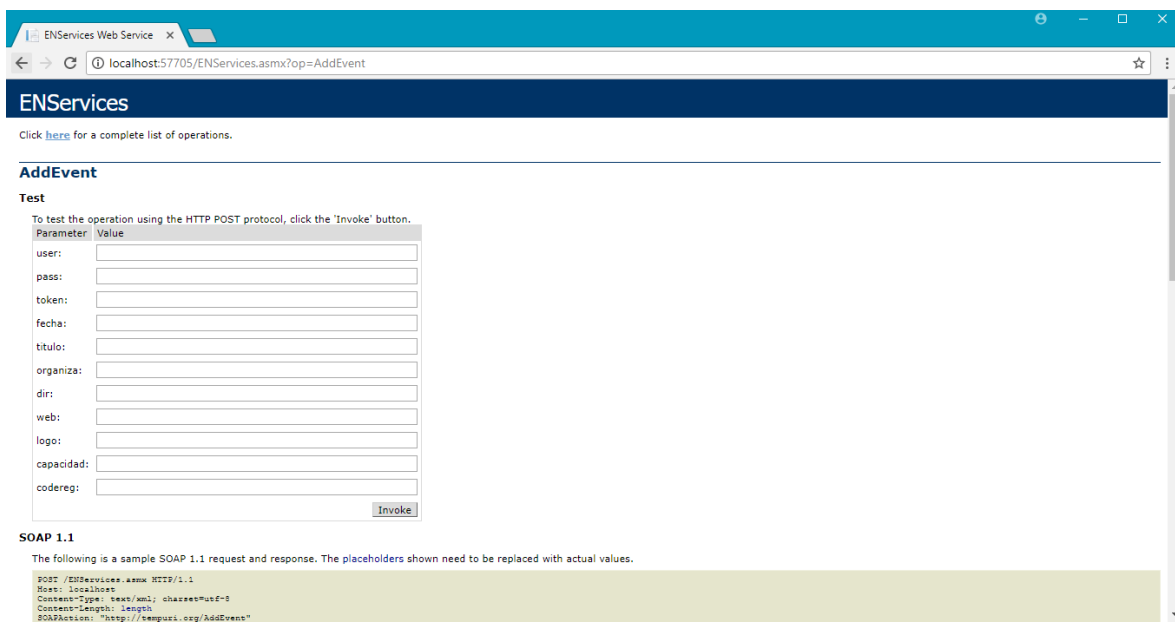 ENServices Web Service
localhost:57705/ENServices.asmx?op=AddEvent
ENServices
Click here for a complete list of operations.
AddEvent
Test
To test the operation using the HTTP POST protocol, click the 'Invoke' button.
Parameter Value
user:
pass:
token:
fecha:
titulo:
organiza:
dir:
web:
logo:
capacidad:
codereg:
Invoke
SOAP 1.1
The following is a sample SOAP 1.1 request and response. The placeholders shown need to be replaced with actual values.
POST /ENServices.asmx HTTP/1.1
Host: localhost
Content-Type: text/xml; charset=utf-8
Content-Length: length
SOAPAction: "http://tempuri.org/AddEvent"